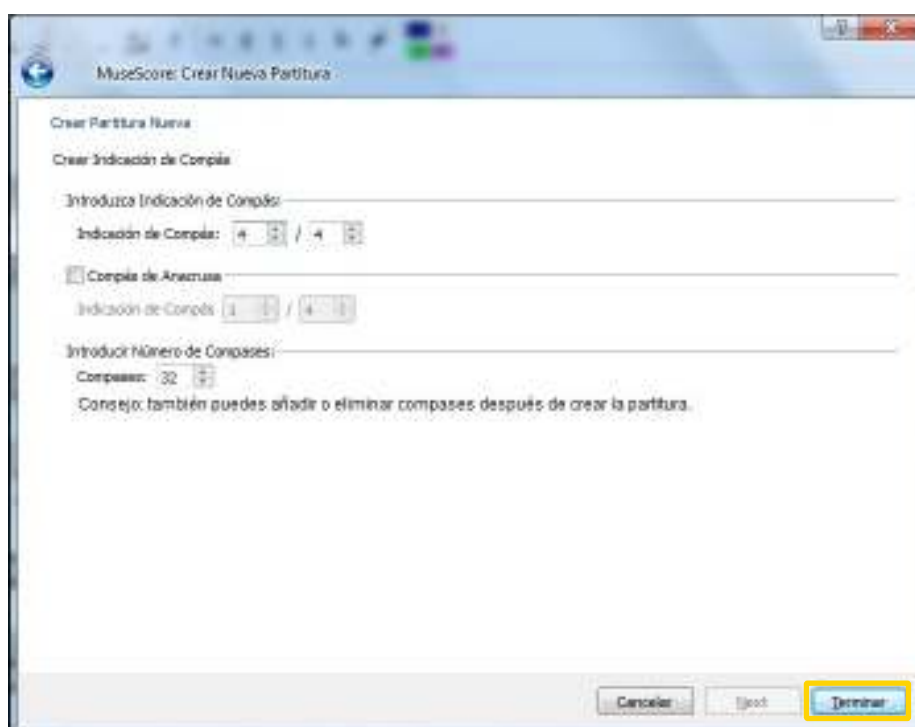 MuseScore: Crear Nueva Partitura
Crear Partitura Nueva
Crear Indicación de Compás
Introduzca Indicación de Compás:
Indicación de Compás: 4 / 4
Compás de Anacrusa
Indicación de Compás 1 / 4
Introducir Número de Compases:
Compases: 32
Consejo: también puedes añadir o eliminar compases después de crear la partitura.
Cancelar Next Terminar